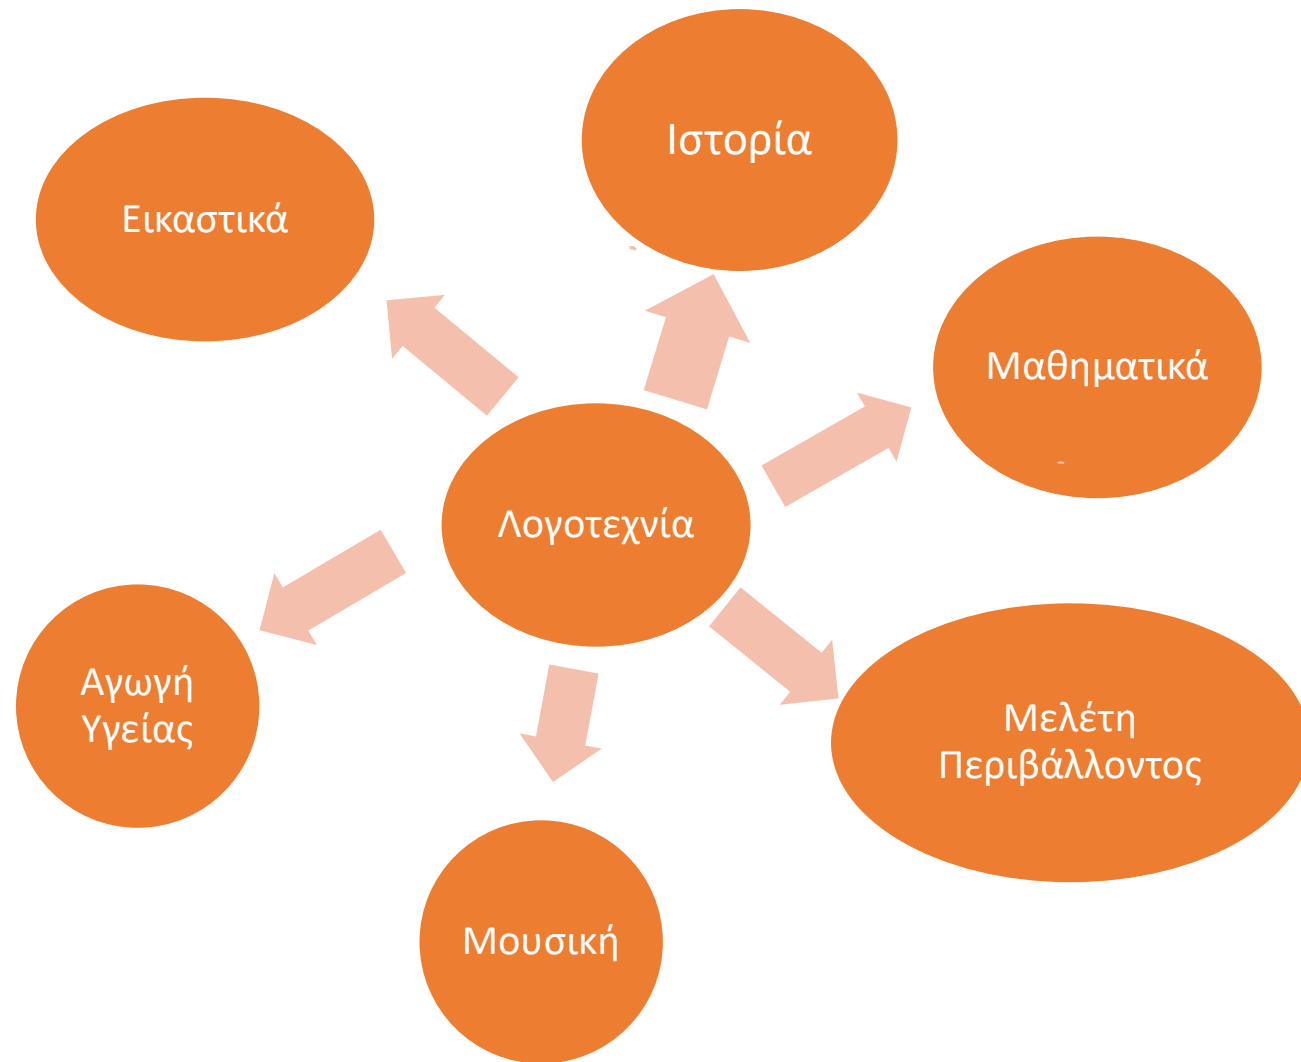 Ιστορία
Εικαστικά
Μαθηματικά
Λογοτεχνία
Αγωγή
Υγείας
Μελέτη
Περιβάλλοντος
Μουσική